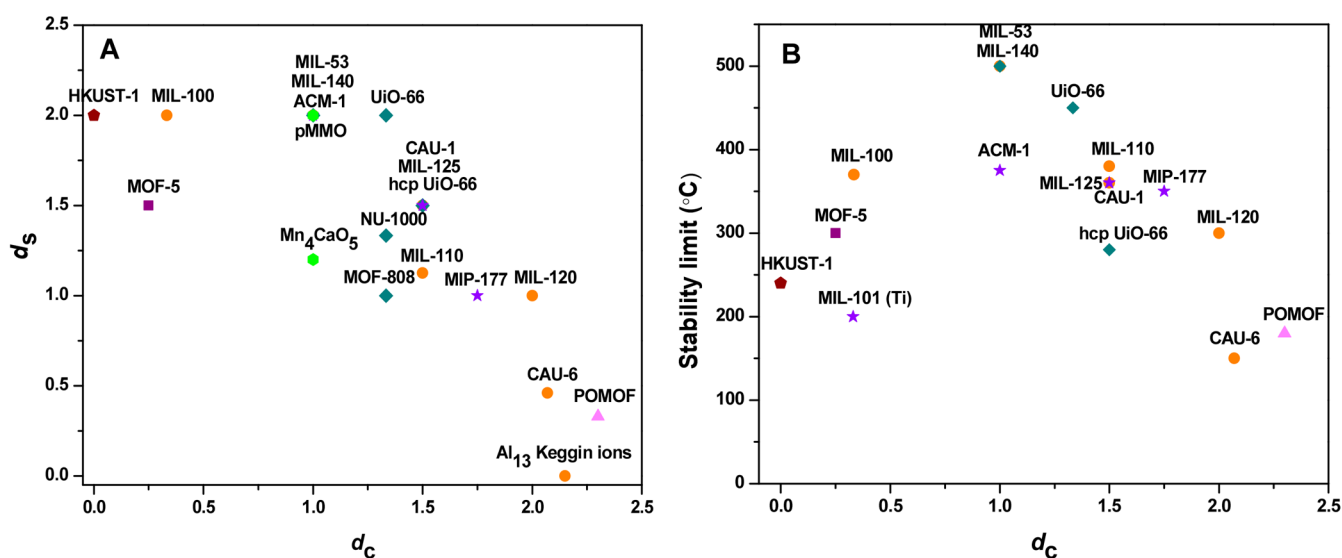 A
2.5
2.0
1.5
1.0
0.5
0.0
ds
HKUST-1
MIL-100
MIL-53
MIL-140
ACM-1
pMMO
UiO-66
MOF-5
CAU-1
MIL-125
hcp UiO-66
NU-1000
Mn4CaO5
MIL-110
MOF-808
MIP-177
MIL-120
CAU-6
POMOF
Al13 Keggin ions
0.0 0.5 1.0 1.5 2.0 2.5
dc
B
500
400
300
200
100
0
Stability limit (°C)
MIL-53
MIL-140
UiO-66
MIL-100
ACM-1
MIL-110
MIL-125
MIP-177
CAU-1
MOF-5
MIL-120
hcp UiO-66
HKUST-1
MIL-101 (Ti)
POMOF
CAU-6
0.0 0.5 1.0 1.5 2.0 2.5
dc